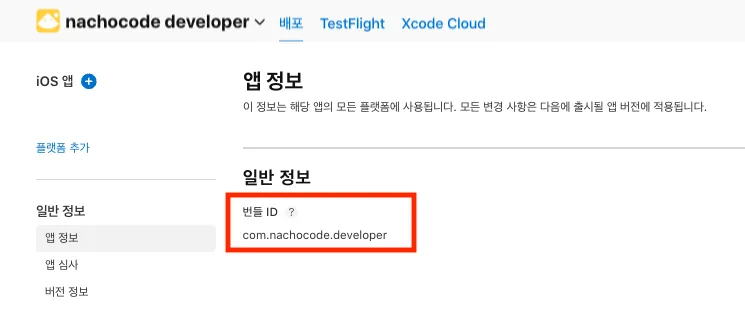 nachocode developer 배포 TestFlight Xcode Cloud
iOS 앱
플랫폼 추가
일반 정보
앱 정보
앱 심사
버전 정보
앱 정보
이 정보는 해당 앱의 모든 플랫폼에 사용됩니다. 모든 변경 사항은 다음에 출시될 앱 버전에 적용됩니다.
일반 정보
번들 ID ?
com.nachocode.developer